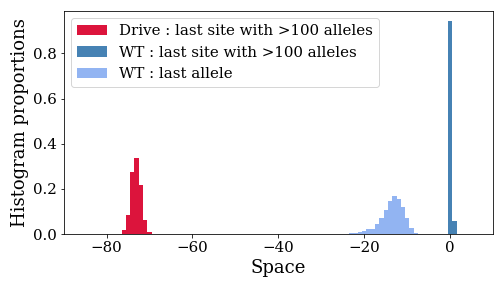 Histogram proportions
Drive : last site with >100 alleles
WT : last site with >100 alleles
WT : last allele
0.8
0.6
0.4
0.2
0.0
−80 −60 −40 −20 0
Space